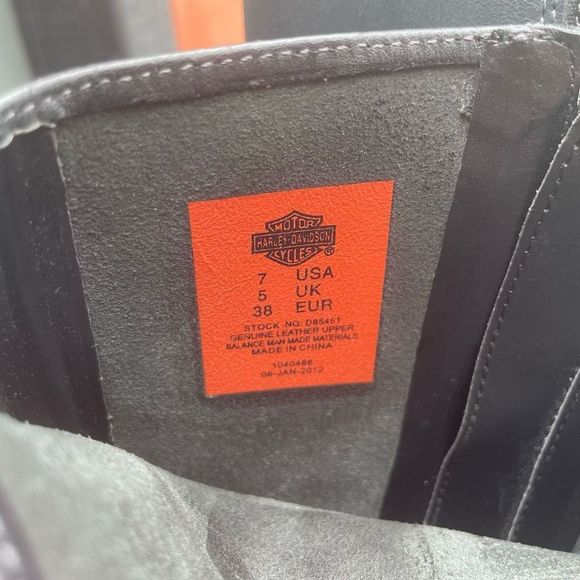 MOTOR
HARLEY-DAVIDSON
CYCLES ®
7 USA
5 UK
38 EUR
STOCK NO: D85451
GENUINE LEATHER UPPER
BALANCE MAN MADE MATERIALS
MADE IN CHINA
1040466
06-JAN-2012